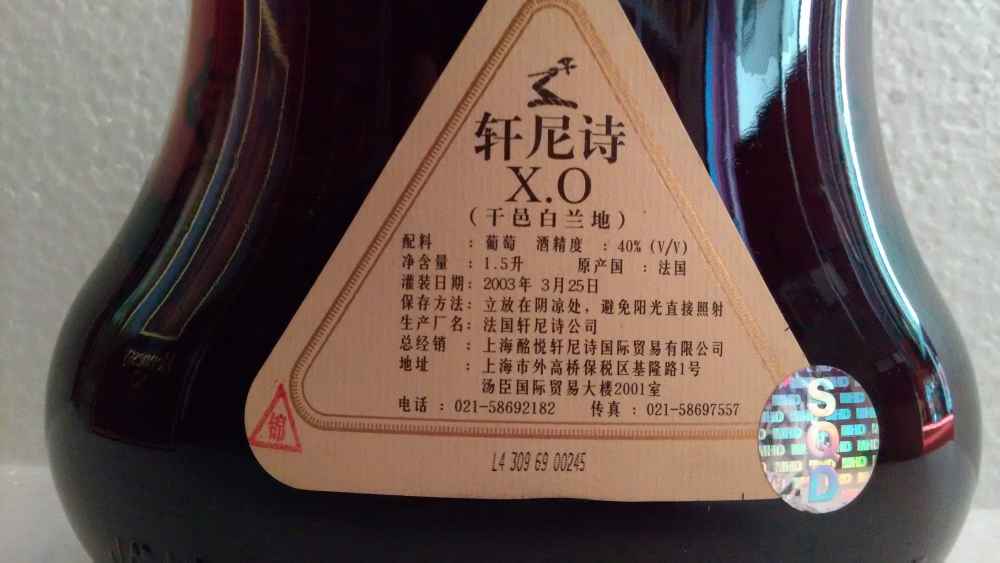 轩尼诗
X.O
（干邑白兰地）
配料 ：葡萄 酒精度 ：40% (V/V)
净含量 ：1.5升 原产国 ：法国
灌装日期：2003年 3月25日
保存方法：立放在阴凉处，避免阳光直接照射
生产厂名：法国轩尼诗公司
总经销 ：上海酩悦轩尼诗国际贸易有限公司
地址 ：上海市外高桥保税区基隆路1号
汤臣国际贸易大楼2001室
电话 ：021-58692182 传真 ：021-58697557
锦
L4 309 69 00245
SQD
MHD